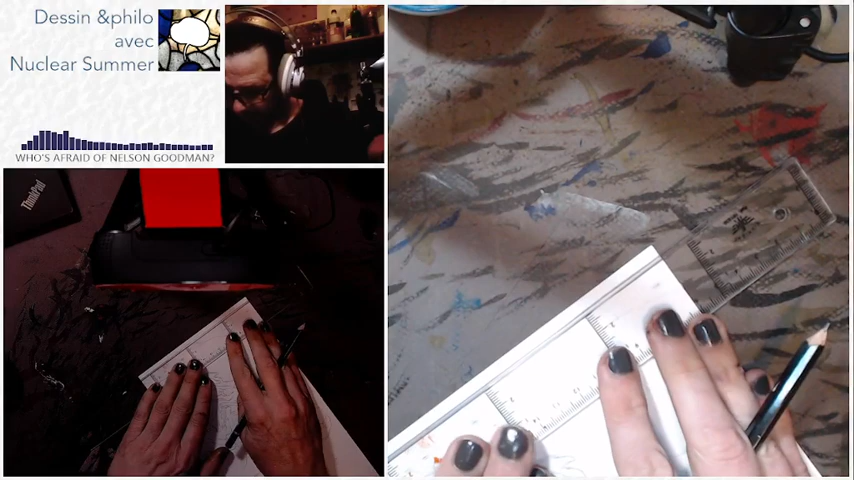 Dessin &philo
avec
Nuclear Summer
WHO'S AFRAID OF NELSON GOODMAN?
ThinkPad